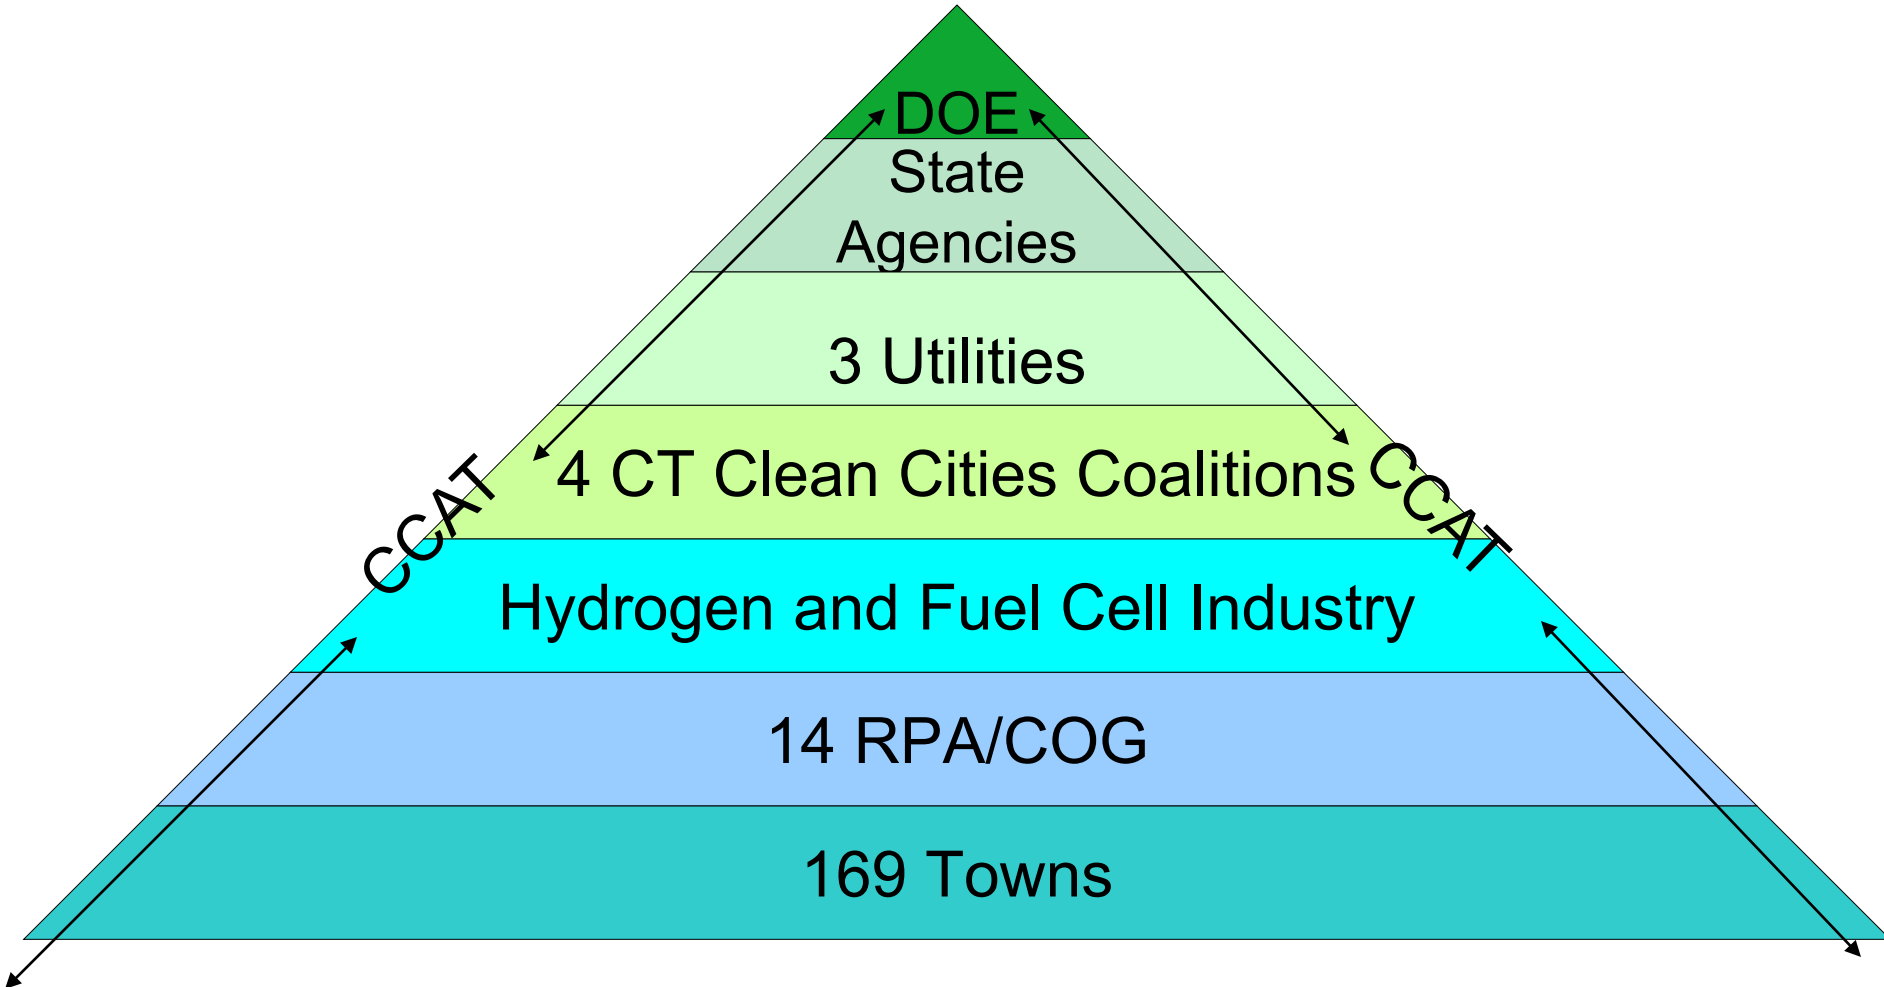 DOE
State
Agencies
3 Utilities
4 CT Clean Cities Coalitions
CCAT
CCAT
Hydrogen and Fuel Cell Industry
14 RPA/COG
169 Towns